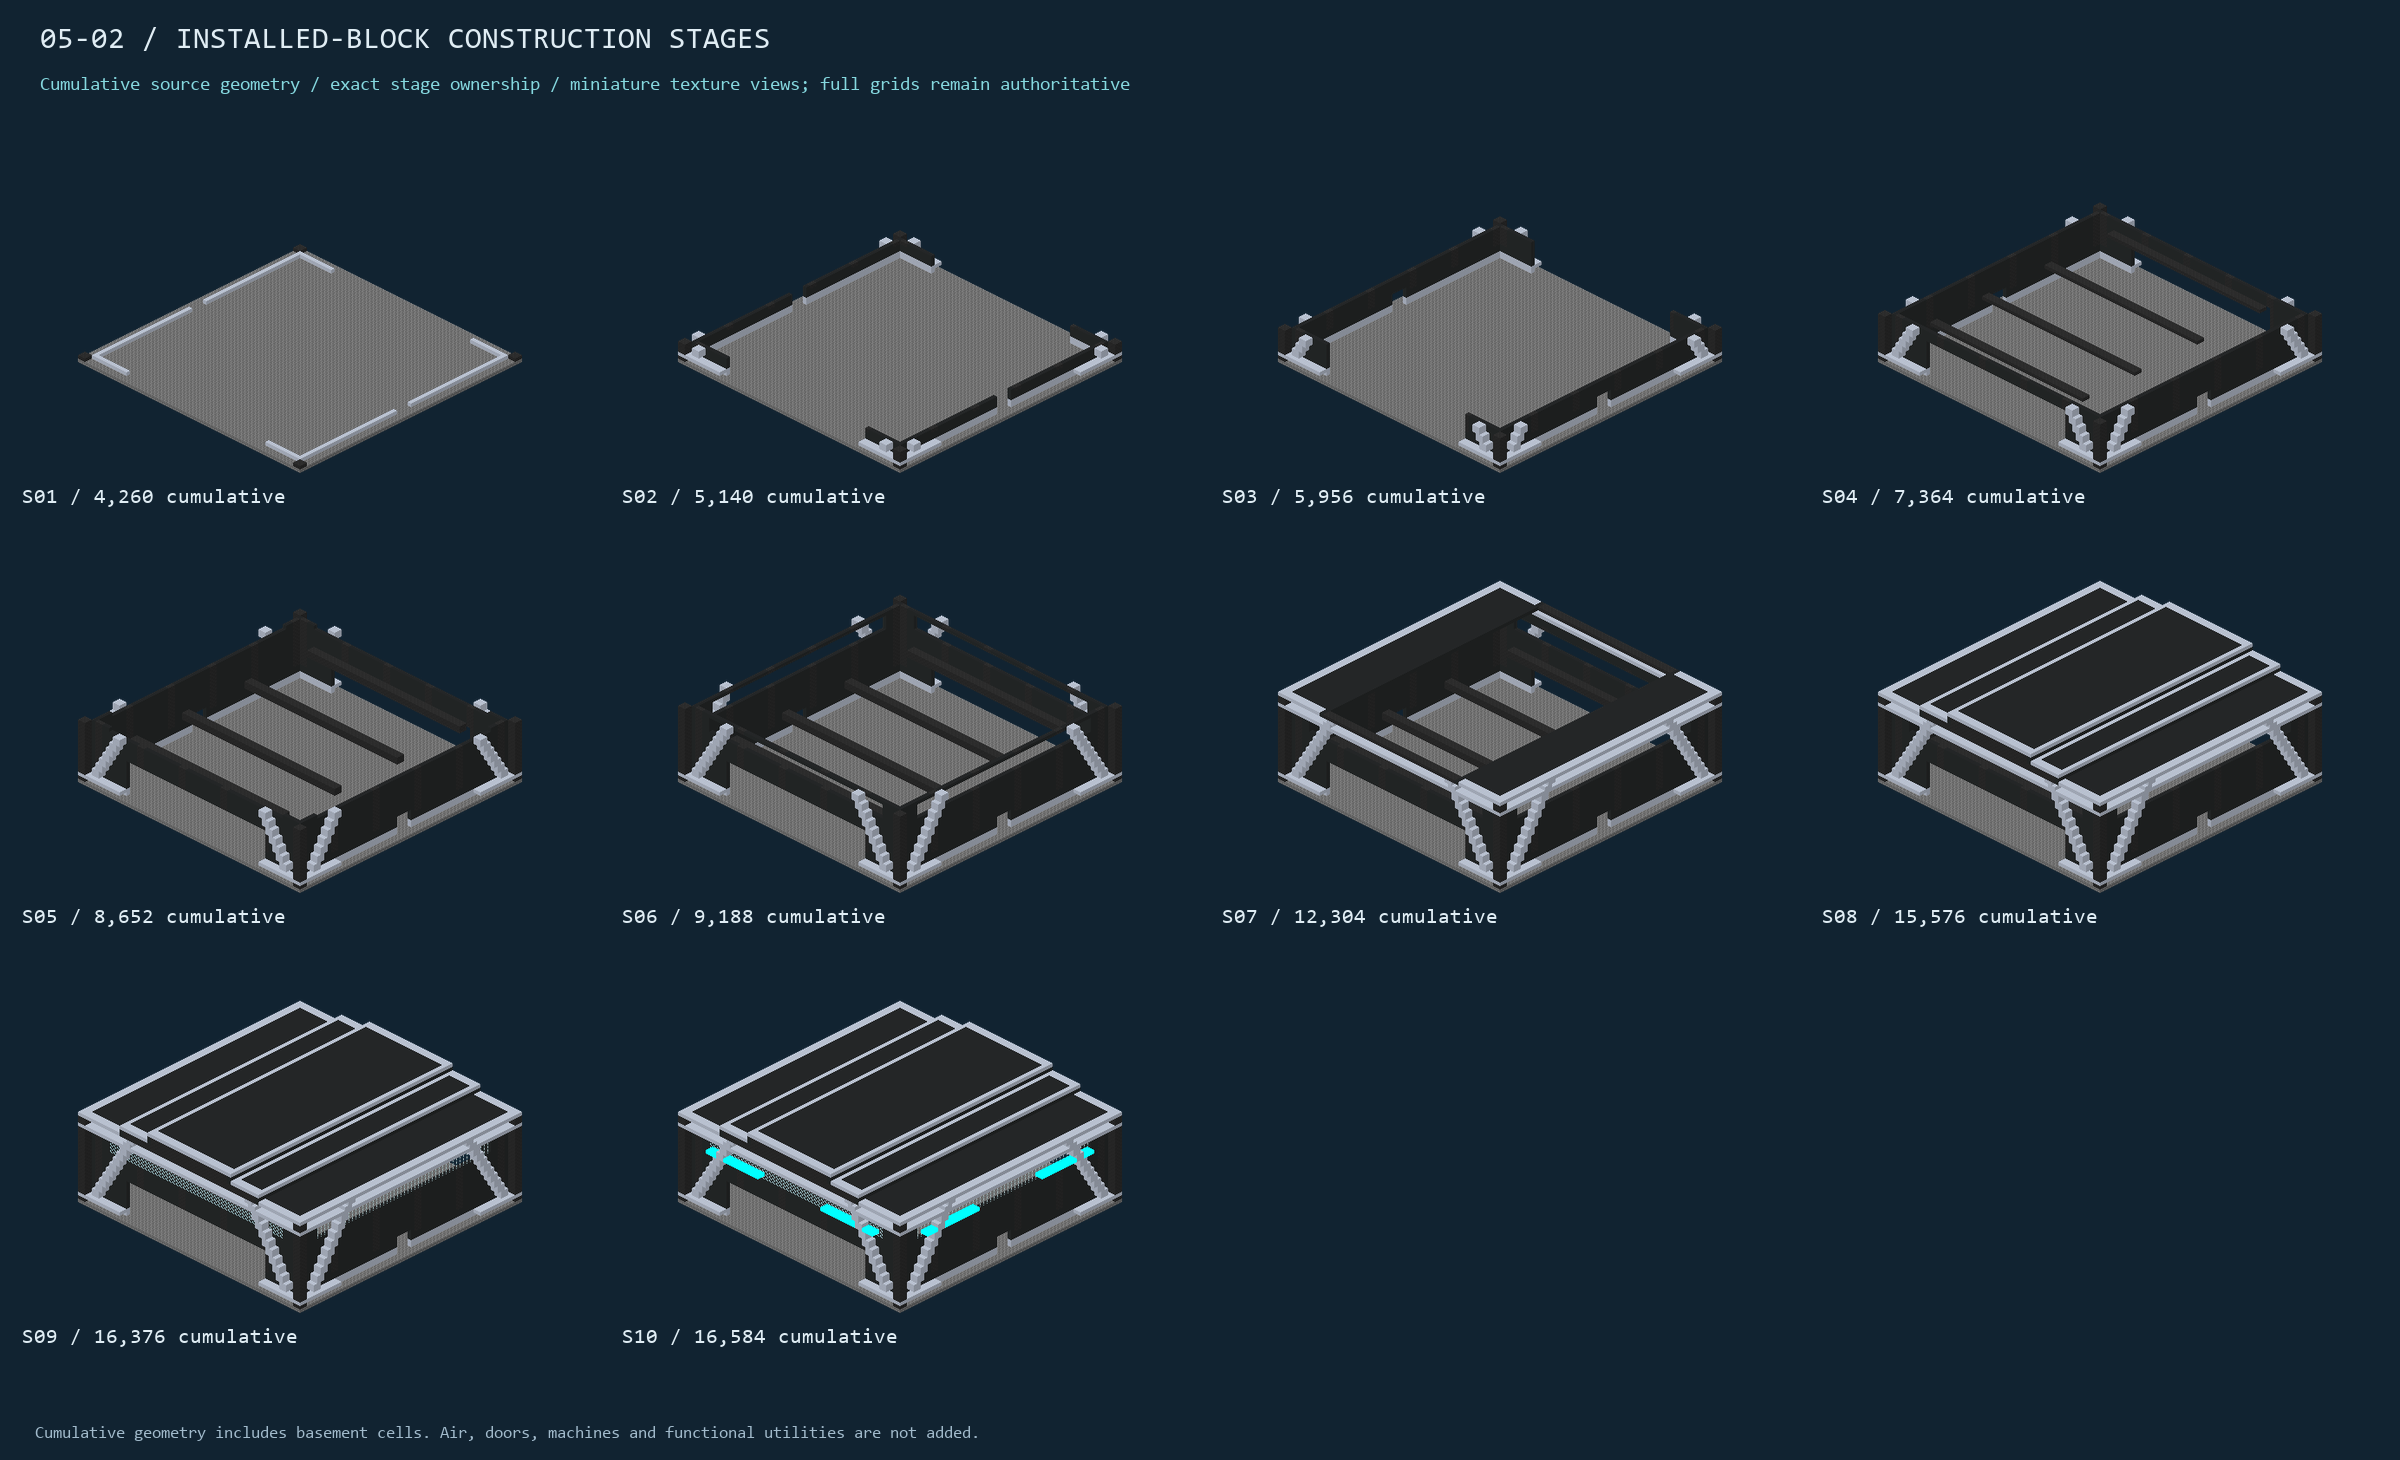 05-02 / INSTALLED-BLOCK CONSTRUCTION STAGES
Cumulative source geometry / exact stage ownership / miniature texture views; full grids remain authoritative
S01 / 4,260 cumulative
S02 / 5,140 cumulative
S03 / 5,956 cumulative
S04 / 7,364 cumulative
S05 / 8,652 cumulative
S06 / 9,188 cumulative
S07 / 12,304 cumulative
S08 / 15,576 cumulative
S09 / 16,376 cumulative
S10 / 16,584 cumulative
Cumulative geometry includes basement cells. Air, doors, machines and functional utilities are not added.